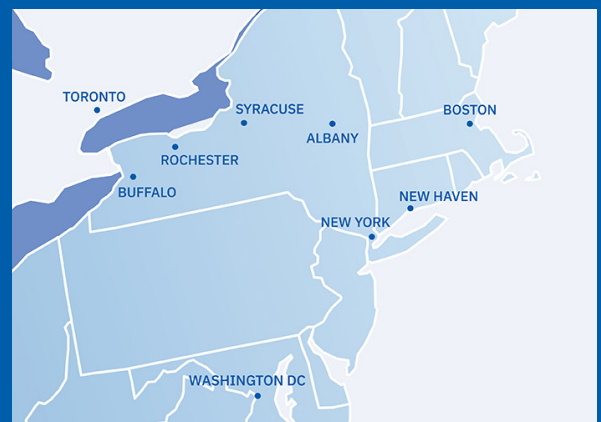 TORONTO
SYRACUSE
BOSTON
ALBANY
ROCHESTER
BUFFALO
NEW HAVEN
NEW YORK
WASHINGTON DC